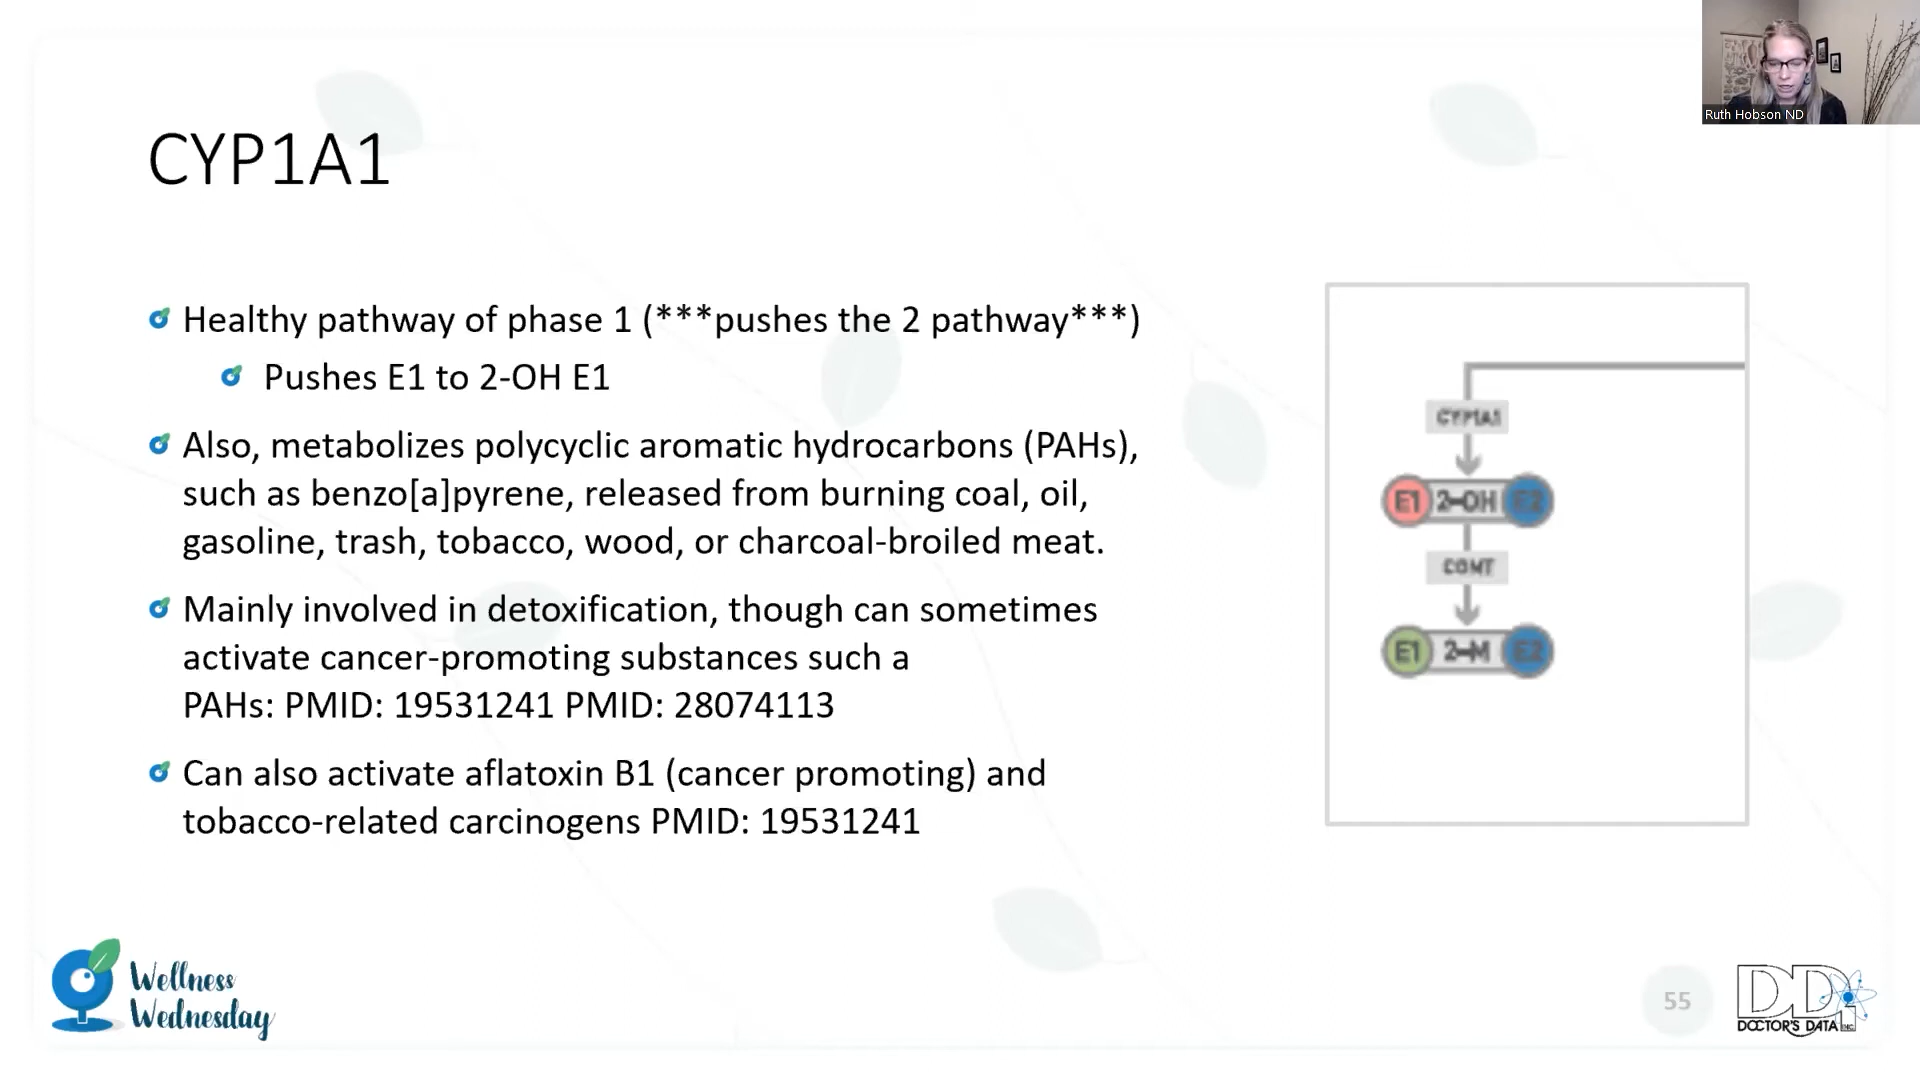 Ruth Hobson ND
CYP1A1
Healthy pathway of phase 1 (***pushes the 2 pathway***)
Pushes E1 to 2-OH E1
Also, metabolizes polycyclic aromatic hydrocarbons (PAHs),
such as benzo[a]pyrene, released from burning coal, oil,
gasoline, trash, tobacco, wood, or charcoal-broiled meat.
Mainly involved in detoxification, though can sometimes
activate cancer-promoting substances such a
PAHs: PMID: 19531241 PMID: 28074113
Can also activate aflatoxin B1 (cancer promoting) and
tobacco-related carcinogens PMID: 19531241
CYP1A1
E1 2-OH E2
COMT
E1 2-M E2
Wellness
Wednesday
55
DDI
DOCTOR'S DATA INC.